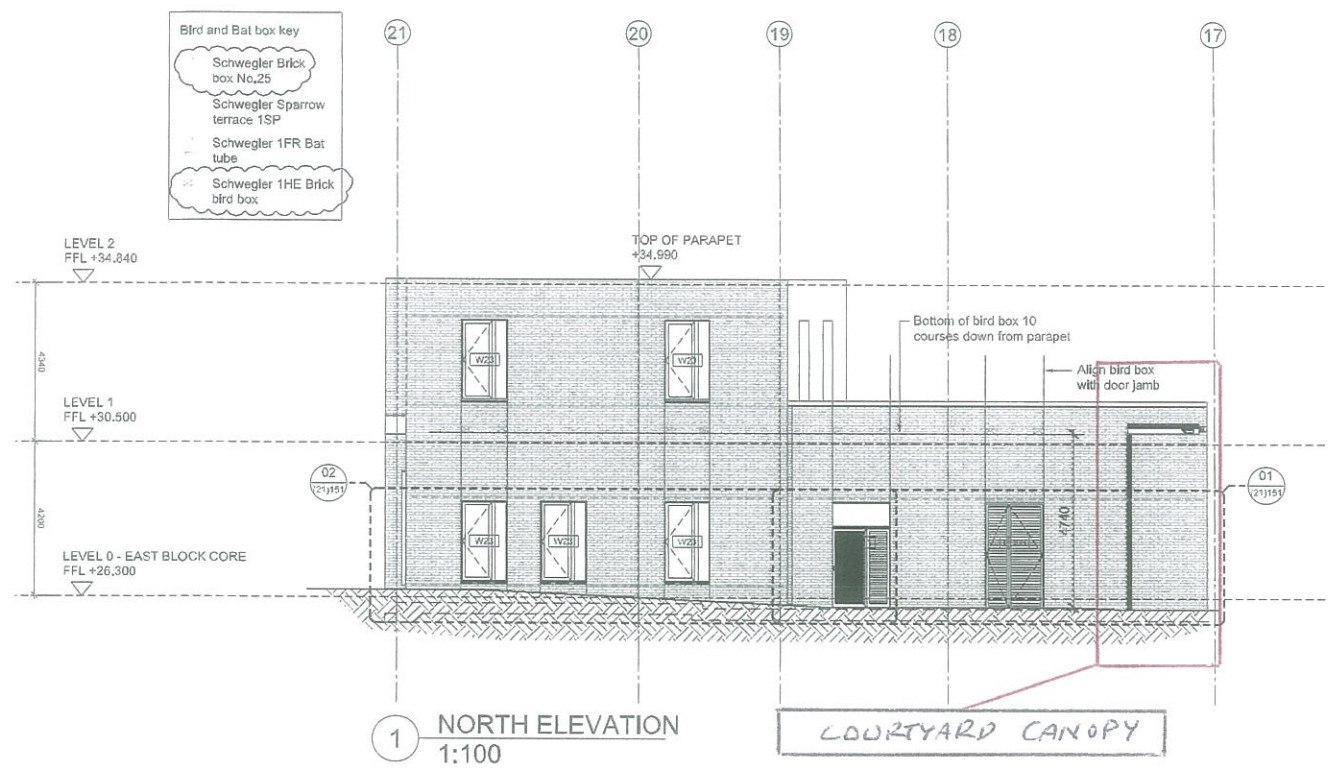 Bird and Bat box key
Schwegler Brick
box No.25
Schwegler Sparrow
terrace 1SP
Schwegler 1FR Bat
tube
Schwegler 1HE Brick
bird box
21
20
19
18
17
LEVEL 2
FFL +34.840
TOP OF PARAPET
+34.990
Bottom of bird box 10
courses down from parapet
Align bird box
with door jamb
4340
W23
W23
LEVEL 1
FFL +30.500
02
(21)151
01
(21)151
4200
4740
W23
W23
W23
LEVEL 0 - EAST BLOCK CORE
FFL +26.300
1
NORTH ELEVATION
1:100
COURTYARD CANOPY